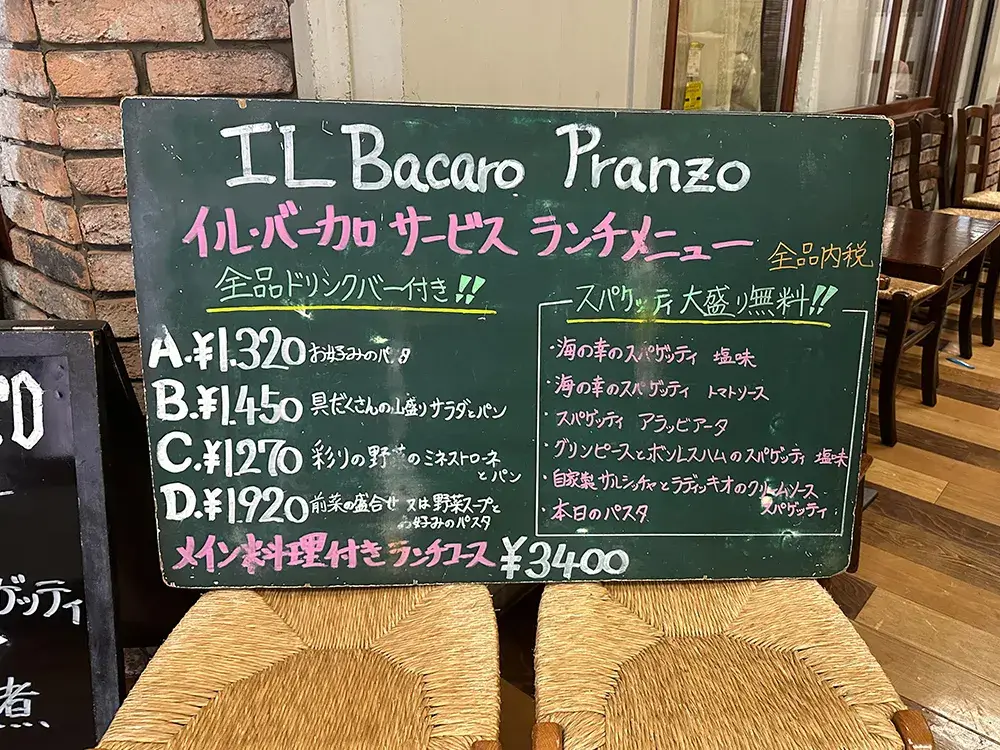 IL Bacaro Pranzo
イル・バーカロ サービス ランチメニュー
全品内税
全品ドリンクバー付き!!
A.¥1.320 お好みのパスタ
B.¥1.450 具だくさんの山盛りサラダとパン
C.¥1270 彩りの野菜のミネストローネ
とパン
D.¥1.920 前菜の盛合せ 又は野菜スープと
お好みのパスタ
メイン料理付きランチコース ¥3400
スパゲッティ大盛り無料!!
・海の幸のスパゲッティ 塩味
・海の幸のスパゲッティ トマトソース
・スパゲッティ アラッビアータ
・グリンピースとボンレスハムのスパゲッティ 塩味
・自家製サルシッチャとラディッキオのクリームソース
スパゲッティ
・本日のパスタ
ゲッティ
煮